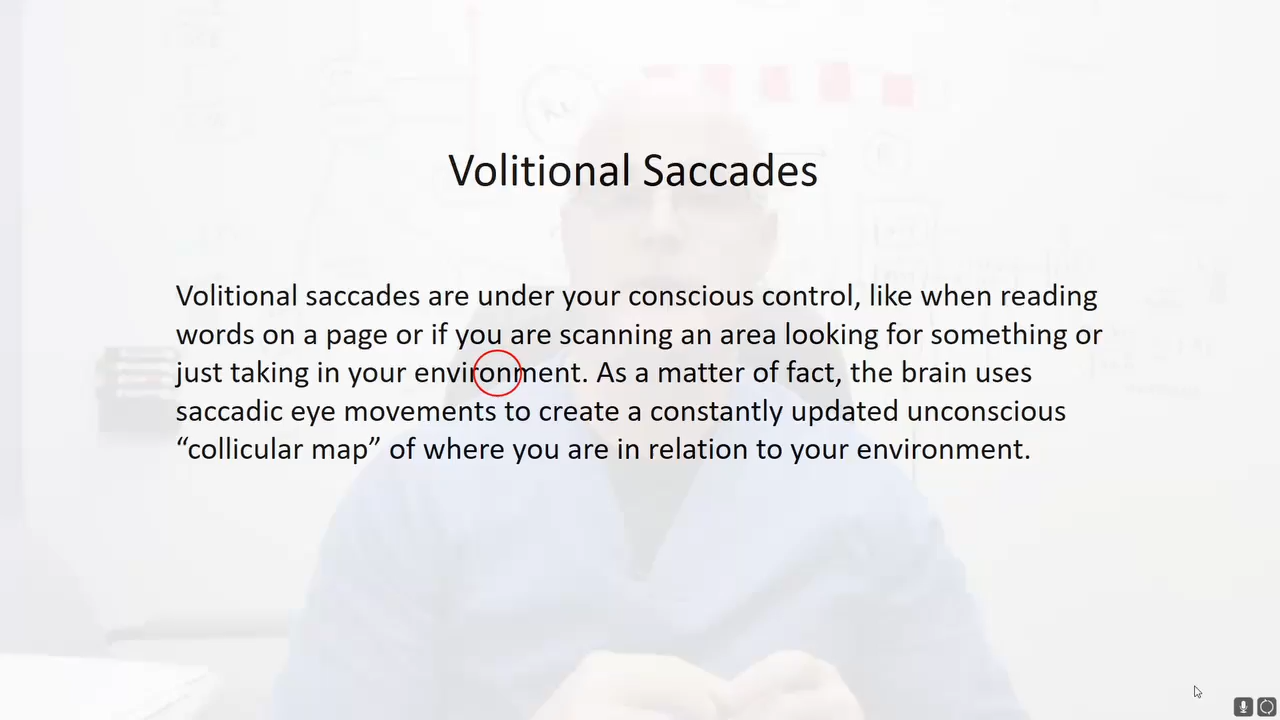 Volitional Saccades
Volitional saccades are under your conscious control, like when reading
words on a page or if you are scanning an area looking for something or
just taking in your environment. As a matter of fact, the brain uses
saccadic eye movements to create a constantly updated unconscious
“collicular map” of where you are in relation to your environment.